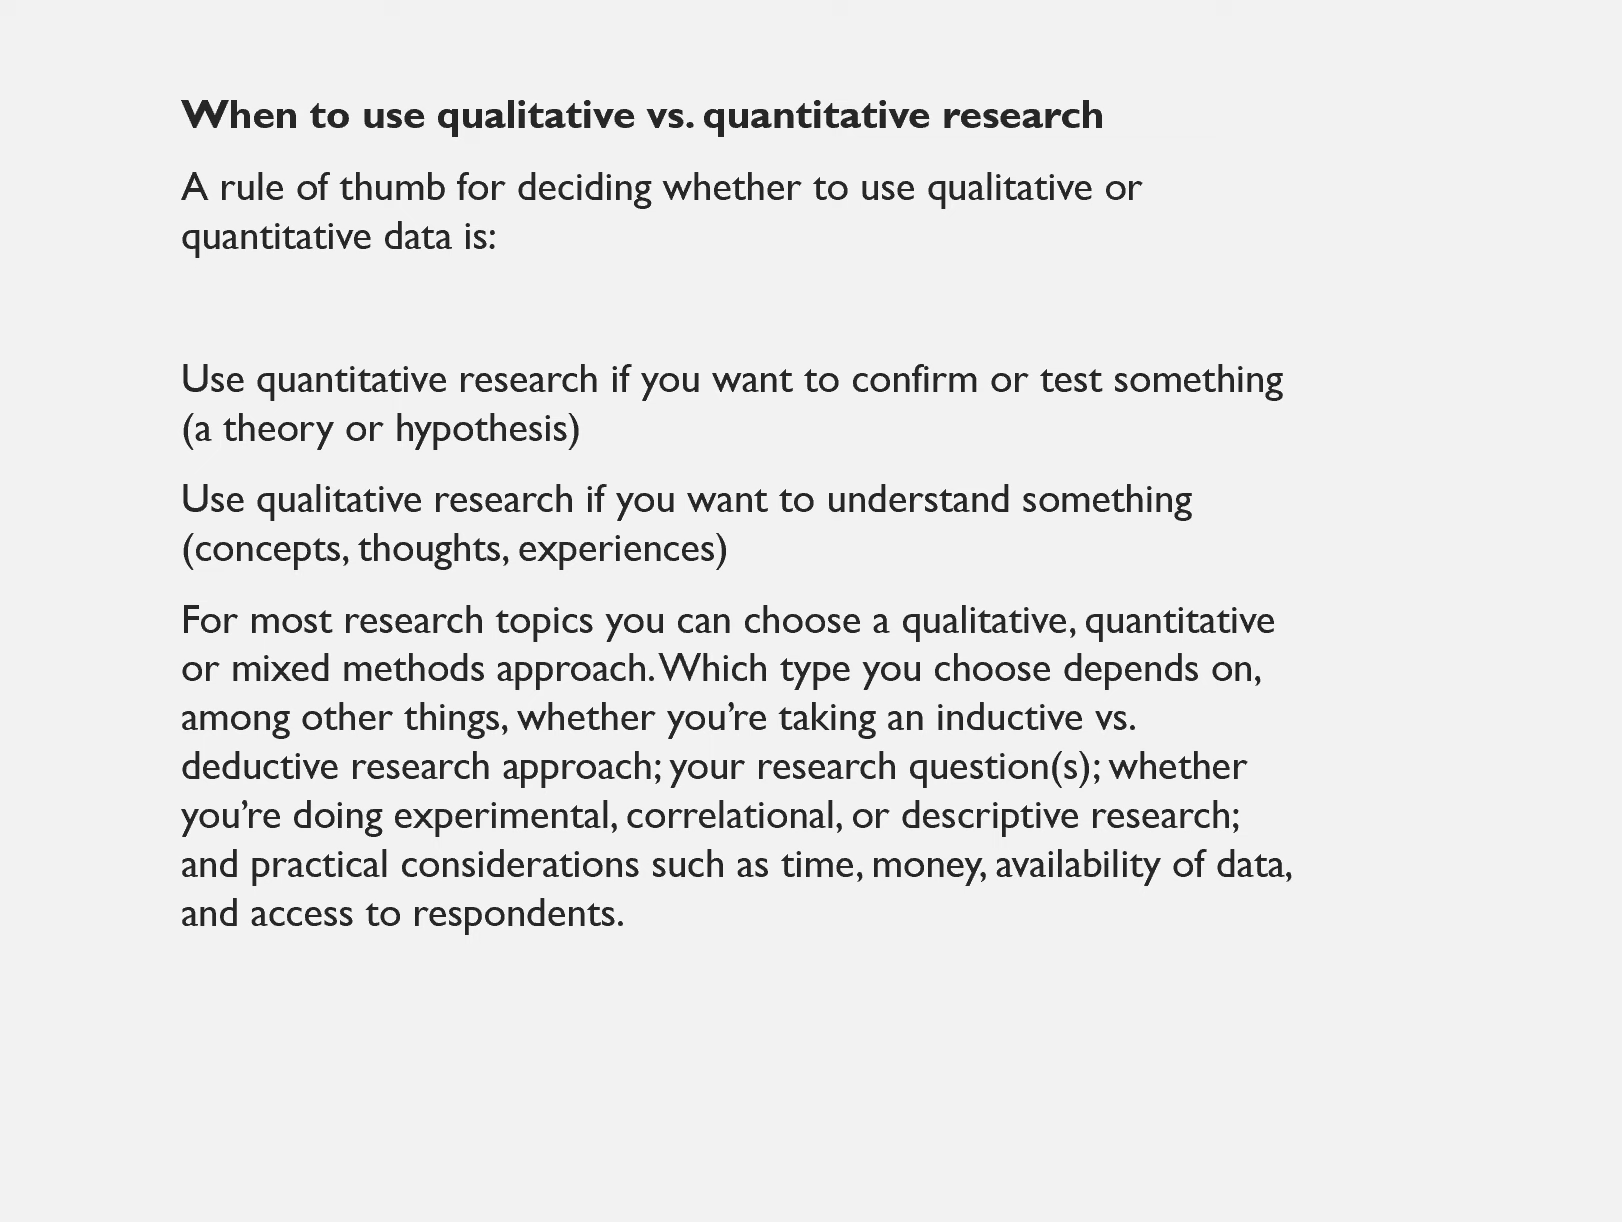 When to use qualitative vs. quantitative research
A rule of thumb for deciding whether to use qualitative or
quantitative data is:
Use quantitative research if you want to confirm or test something
(a theory or hypothesis)
Use qualitative research if you want to understand something
(concepts, thoughts, experiences)
For most research topics you can choose a qualitative, quantitative
or mixed methods approach. Which type you choose depends on,
among other things, whether you’re taking an inductive vs.
deductive research approach; your research question(s); whether
you’re doing experimental, correlational, or descriptive research;
and practical considerations such as time, money, availability of data,
and access to respondents.